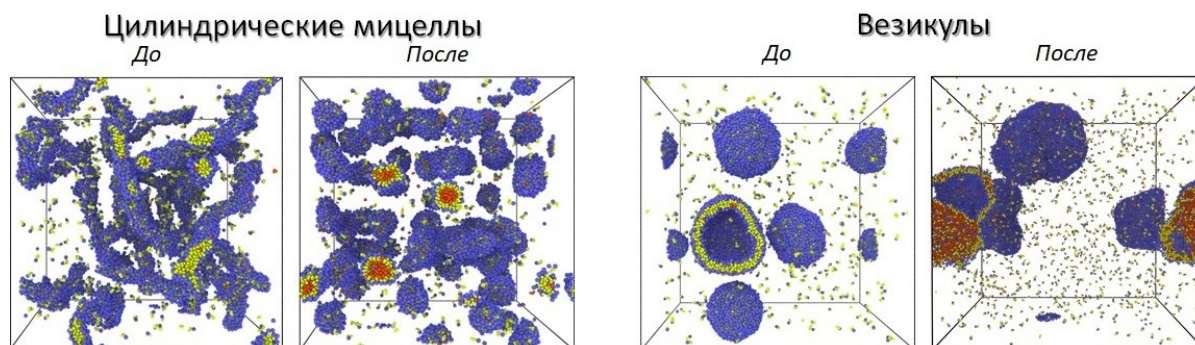 Цилиндрические мицеллы
До
После
Везикулы
До
После